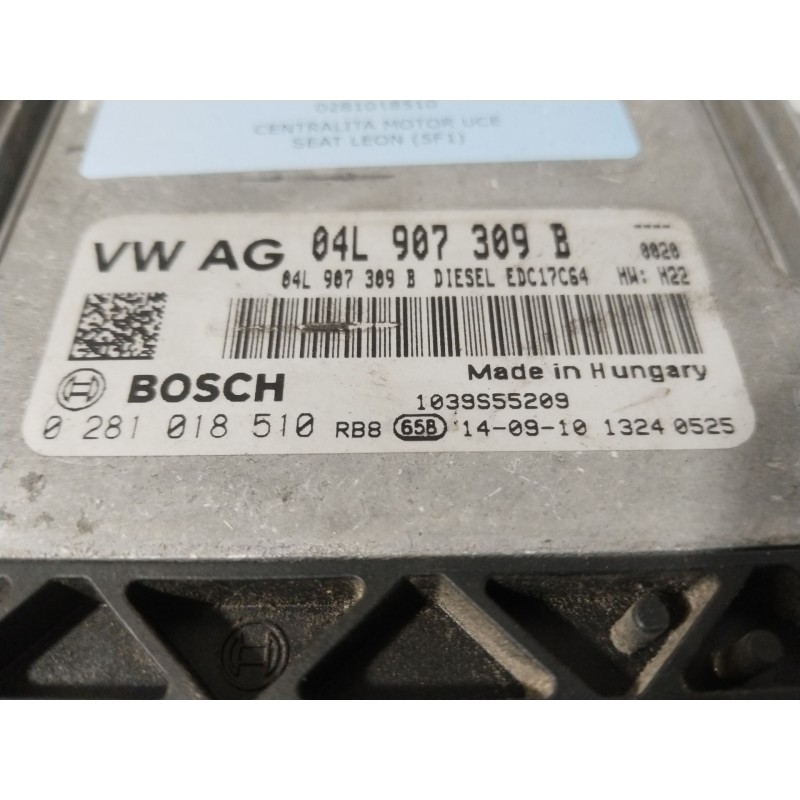 0281018510
CENTRALITA MOTOR UCE
SEAT LEON (5F1)
VW AG 04L 907 309 B ---- 0020
04L 907 309 B DIESEL EDC17C64 HW: H22
Made in Hungary
BOSCH 1039S55209
0 281 018 510 RB8 65B 14-09-10 1324 0525